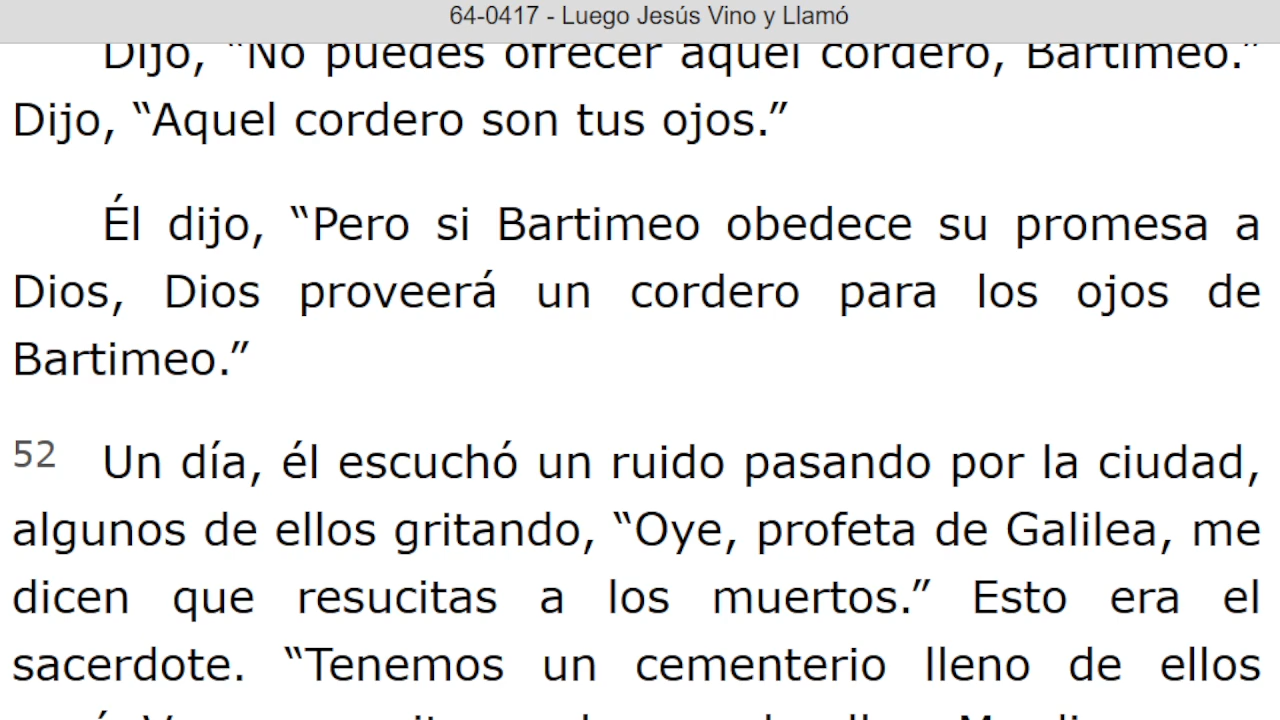 64-0417 - Luego Jesús Vino y Llamó
Dijo, “No puedes ofrecer aquel cordero, Bartimeo.”
Dijo, “Aquel cordero son tus ojos.”
Él dijo, “Pero si Bartimeo obedece su promesa a
Dios, Dios proveerá un cordero para los ojos de
Bartimeo.”
52 Un día, él escuchó un ruido pasando por la ciudad,
algunos de ellos gritando, “Oye, profeta de Galilea, me
dicen que resucitas a los muertos.” Esto era el
sacerdote. “Tenemos un cementerio lleno de ellos